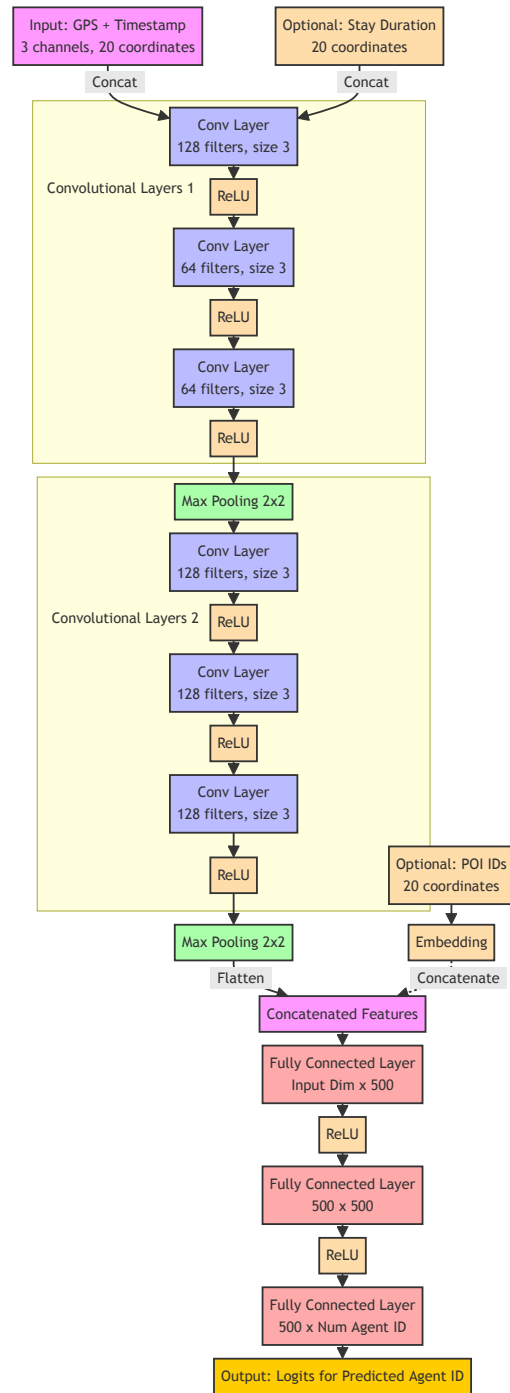 Input: GPS + Timestamp
3 channels, 20 coordinates
Optional: Stay Duration
20 coordinates
Concat
Concat
Conv Layer
128 filters, size 3
Convolutional Layers 1
ReLU
Conv Layer
64 filters, size 3
ReLU
Conv Layer
64 filters, size 3
ReLU
Max Pooling 2x2
Conv Layer
128 filters, size 3
Convolutional Layers 2
ReLU
Conv Layer
128 filters, size 3
ReLU
Conv Layer
128 filters, size 3
ReLU
Optional: POI IDs
20 coordinates
Max Pooling 2x2
Embedding
Flatten
Concatenate
Concatenated Features
Fully Connected Layer
Input Dim x 500
ReLU
Fully Connected Layer
500 x 500
ReLU
Fully Connected Layer
500 x Num Agent ID
Output: Logits for Predicted Agent ID